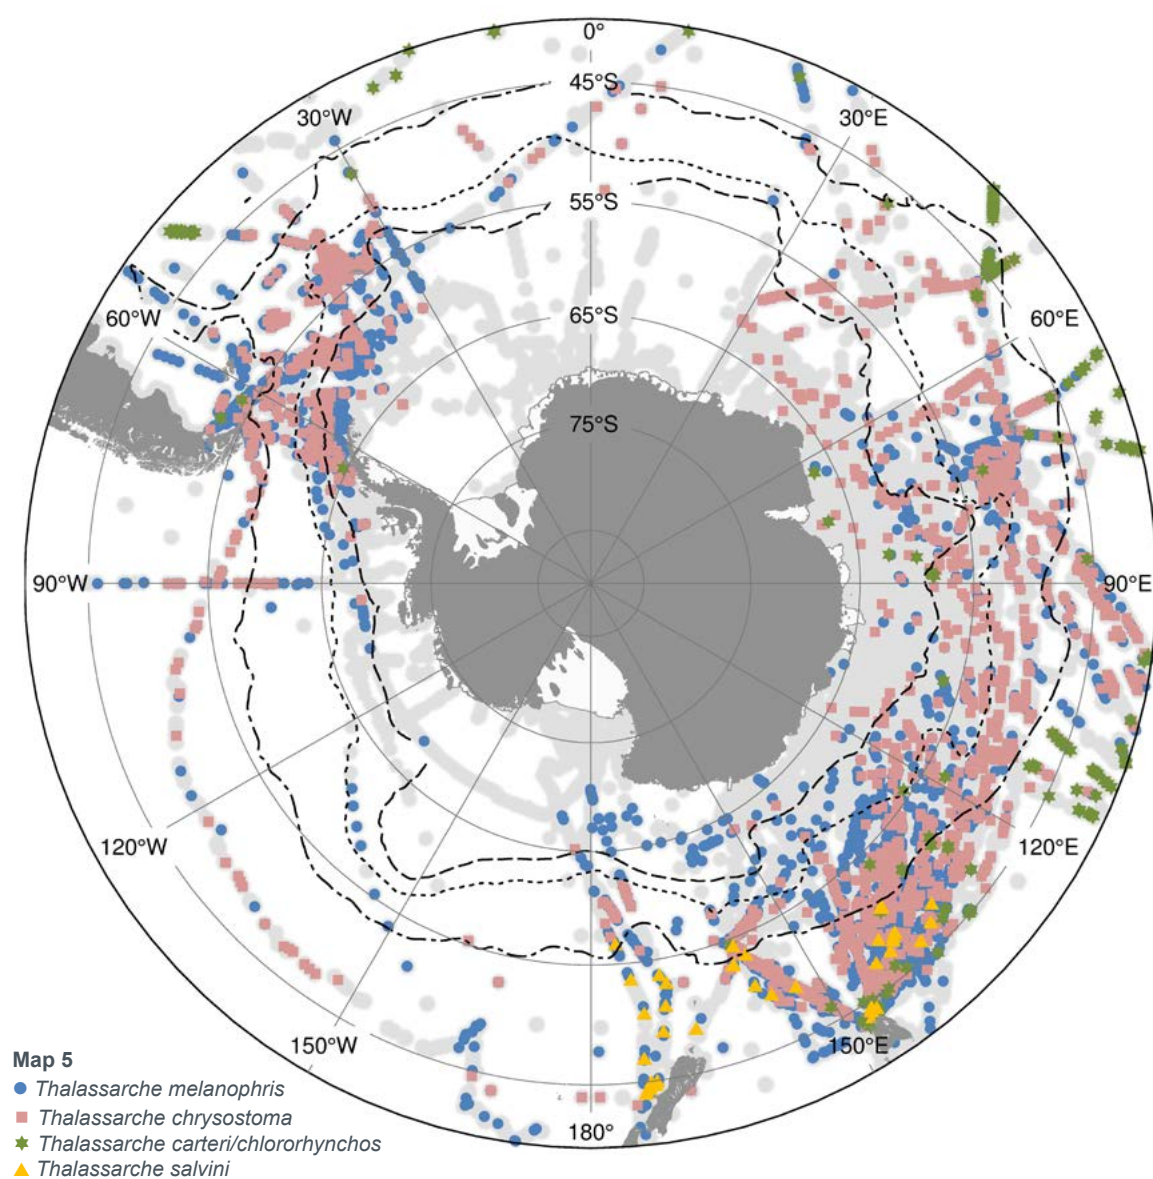 0°
45°S
30°W
30°E
55°S
65°S
60°W
60°E
75°S
90°W
90°E
120°W
120°E
150°W
150°E
180°
Map 5
Thalassarche melanophris
Thalassarche chrysostoma
Thalassarche carteri/chlororhynchos
Thalassarche salvini